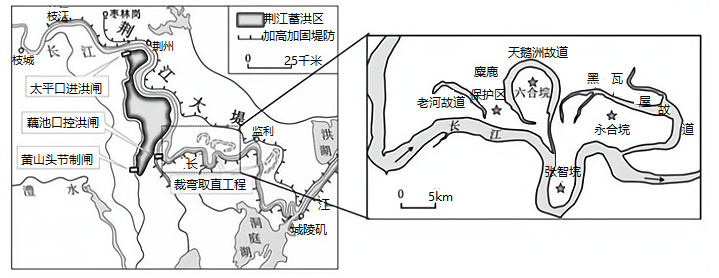 枝江
枣林岗
荆
州
荆州
长
江
枝城
江
大
堤
荆江蓄洪区
加高加固堤防
0 25千米
太平口进洪闸
藕池口控洪闸
黄山头节制闸
监利
洪
湖
长
裁弯取直工程
澧 水
江
城陵矶
洞
庭
湖
天鹅洲故道
麋鹿
保护区
六合垸
老河故道
黑 瓦
屋
故
道
永合垸
长
江
张智垸
0 5km